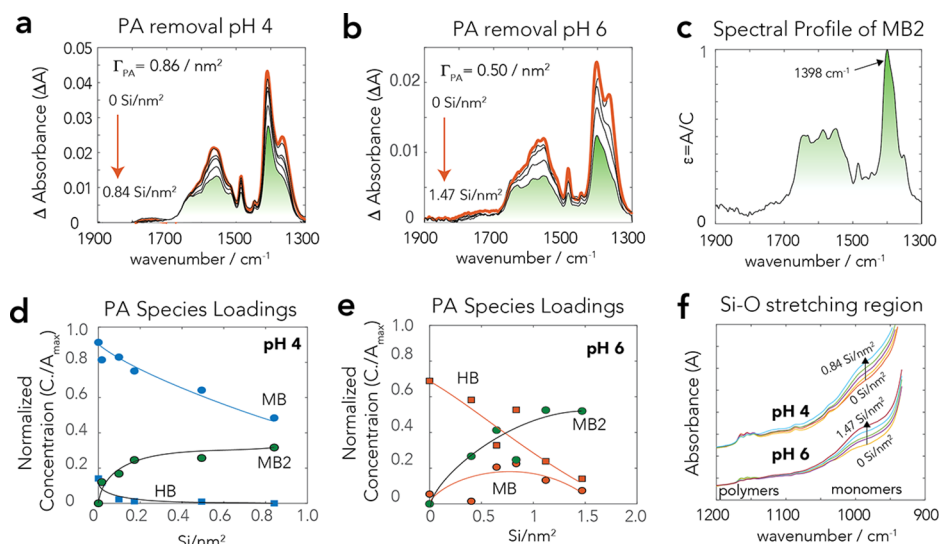 a
PA removal pH 4
ΓPA= 0.86 / nm²
0 Si/nm²
0.84 Si/nm²
Δ Absorbance (ΔA)
0.05
0.04
0.03
0.02
0.01
0
1900
1700
1500
1300
wavenumber / cm⁻¹
b
PA removal pH 6
ΓPA= 0.50 / nm²
0 Si/nm²
1.47 Si/nm²
Δ Absorbance (ΔA)
0.02
0.01
0
1900
1700
1500
1300
wavenumber / cm⁻¹
c
Spectral Profile of MB2
1398 cm⁻¹
ε=A/C
1
0
1900
1700
1500
1300
wavenumber / cm⁻¹
d
PA Species Loadings
pH 4
MB
MB2
HB
Normalized
Concentraion (C./Amax)
1.0
0.8
0.6
0.4
0.2
0
0
0.2
0.4
0.6
0.8
1.0
Si/nm²
e
PA Species Loadings
pH 6
HB
MB2
MB
Normalized
Concentraion (C./Amax)
1.0
0.8
0.6
0.4
0.2
0
0
0.5
1.0
1.5
2.0
Si/nm²
f
Si-O stretching region
0.84 Si/nm²
pH 4
0 Si/nm²
1.47 Si/nm²
pH 6
0 Si/nm²
polymers
monomers
Absorbance (A)
1200
1100
1000
900
wavenumber / cm⁻¹